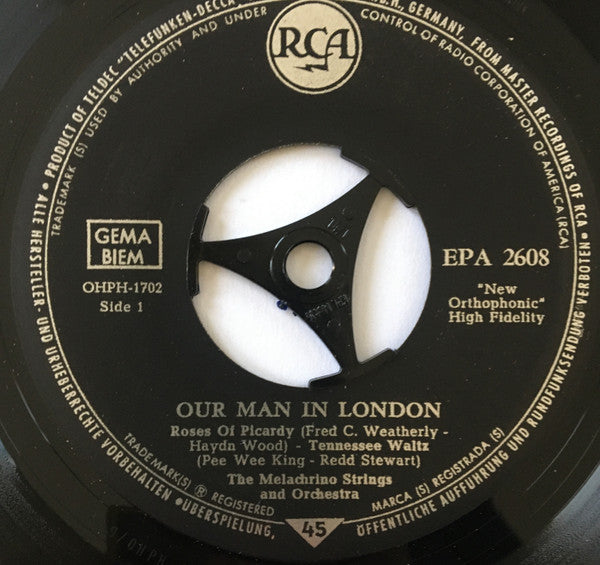 • PRODUCT OF TELDEC "TELEFUNKEN-DECCA
GERMANY, FROM MASTER RECORDINGS OF RCA •
TRADEMARK (S) USED BY AUTHORITY AND UNDER
CONTROL OF RADIO CORPORATION OF AMERICA (RCA)
RCA
GEMA
BIEM
OHPH-1702
Side 1
EPA 2608
"New
Orthophonic"
High Fidelity
OUR MAN IN LONDON
Roses Of Picardy (Fred C. Weatherly -
Haydn Wood) - Tennessee Waltz
(Pee Wee King - Redd Stewart)
The Melachrino Strings
and Orchestra
TRADEMARK(S) ® REGISTERED
MARCA (S) REGISTRADA (S)
• ALLE HERSTELLER- UND URHEBERRECHTE VORBEHALTEN • ÜBERSPIELUNG,
45
ÖFFENTLICHE AUFFÜHRUNG UND RUNDFUNKSENDUNG VERBOTEN